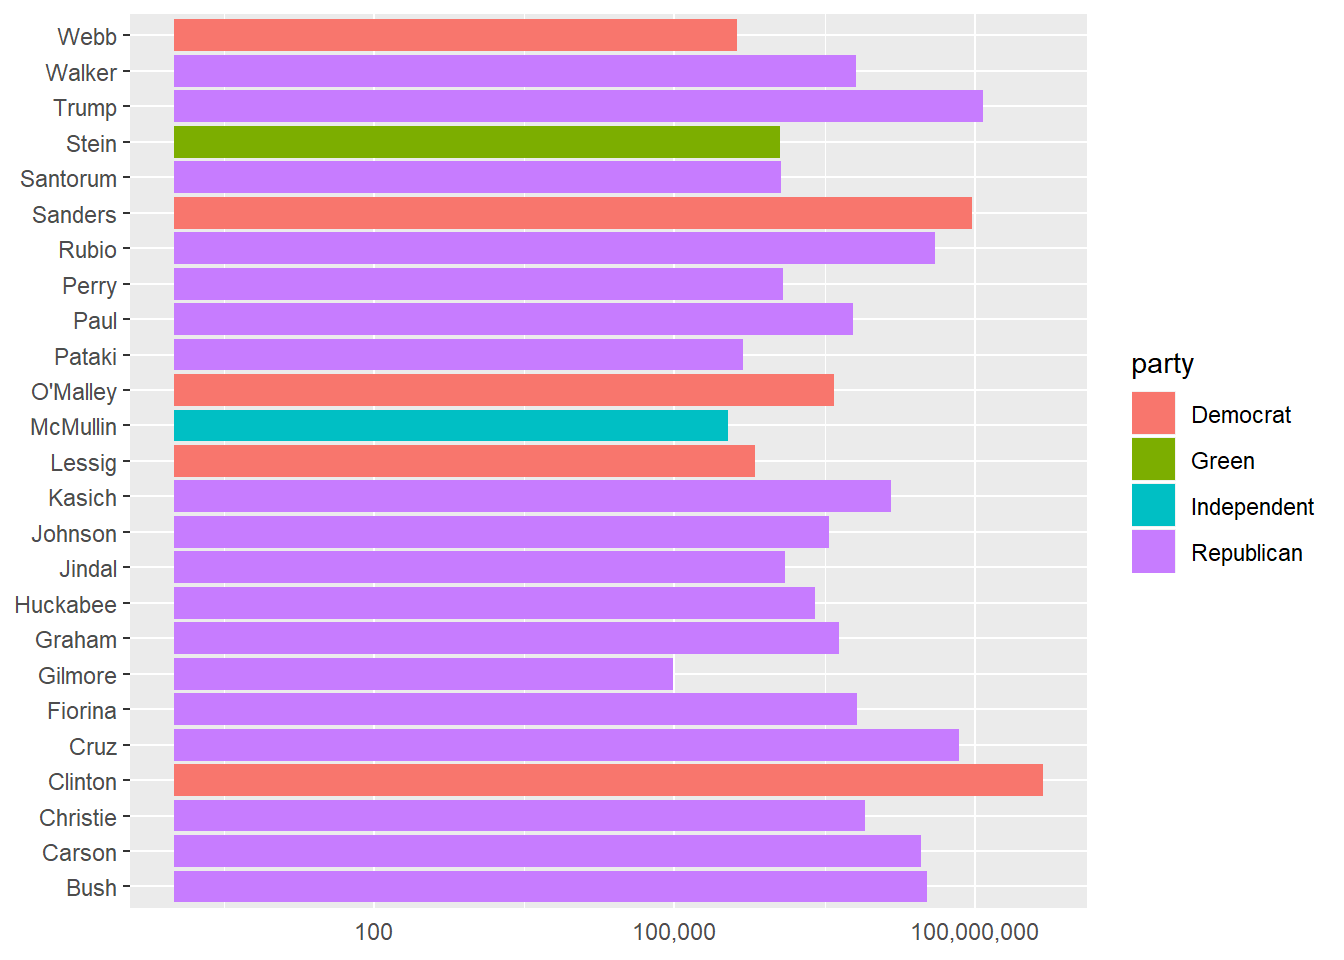 Webb
Walker
Trump
Stein
Santorum
Sanders
Rubio
Perry
Paul
Pataki
O'Malley
McMullin
Lessig
Kasich
Johnson
Jindal
Huckabee
Graham
Gilmore
Fiorina
Cruz
Clinton
Christie
Carson
Bush
100 100,000 100,000,000
party
Democrat
Green
Independent
Republican